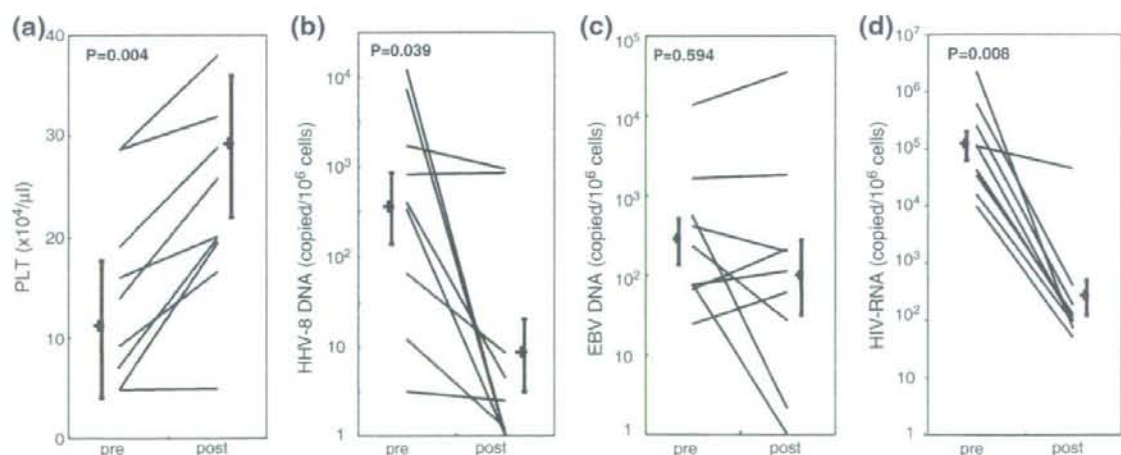 (a)
P=0.004
PLT (x10⁴/µl)
40
30
20
10
0
pre post
(b)
P=0.039
HHV-8 DNA (copied/10⁶ cells)
10⁴
10³
10²
10
1
pre post
(c)
P=0.594
EBV DNA (copied/10⁶ cells)
10⁵
10⁴
10³
10²
10
1
pre post
(d)
P=0.008
HIV-RNA (copied/10⁶ cells)
10⁷
10⁶
10⁵
10⁴
10³
10²
10
1
pre post